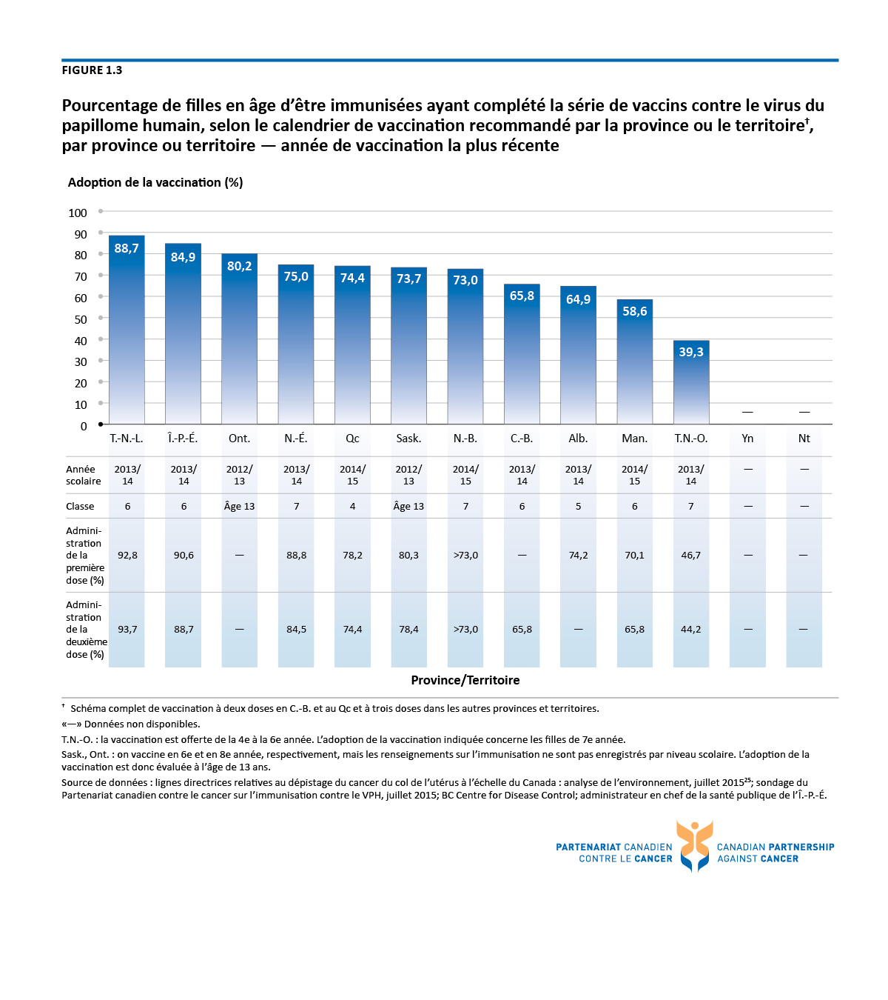 FIGURE 1.3
Pourcentage de filles en âge d’être immunisées ayant complété la série de vaccins contre le virus du
papillome humain, selon le calendrier de vaccination recommandé par la province ou le territoire†,
par province ou territoire — année de vaccination la plus récente
Adoption de la vaccination (%)
100
90
80
70
60
50
40
30
20
10
0
88,7 84,9 80,2 75,0 74,4 73,7 73,0 65,8 64,9 58,6 39,3 — —
T.-N.-L. Î.-P.-É. Ont. N.-É. Qc Sask. N.-B. C.-B. Alb. Man. T.N.-O. Yn Nt
Année 2013/ 2013/ 2012/ 2013/ 2014/ 2012/ 2014/ 2013/ 2013/ 2014/ 2013/ — —
scolaire 14 14 13 14 15 13 15 14 14 15 14
Classe 6 6 Âge 13 7 4 Âge 13 7 6 5 6 7 — —
Admini-
stration
de la 92,8 90,6 — 88,8 78,2 80,3 >73,0 — 74,2 70,1 46,7 — —
première
dose (%)
Admini-
stration
de la 93,7 88,7 — 84,5 74,4 78,4 >73,0 65,8 — 65,8 44,2 — —
deuxième
dose (%)
Province/Territoire
† Schéma complet de vaccination à deux doses en C.-B. et au Qc et à trois doses dans les autres provinces et territoires.
«—» Données non disponibles.
T.N.-O. : la vaccination est offerte de la 4e à la 6e année. L’adoption de la vaccination indiquée concerne les filles de 7e année.
Sask., Ont. : on vaccine en 6e et en 8e année, respectivement, mais les renseignements sur l’immunisation ne sont pas enregistrés par niveau scolaire. L’adoption de la
vaccination est donc évaluée à l’âge de 13 ans.
Source de données : lignes directrices relatives au dépistage du cancer du col de l’utérus à l’échelle du Canada : analyse de l’environnement, juillet 2015²⁵; sondage du
Partenariat canadien contre le cancer sur l’immunisation contre le VPH, juillet 2015; BC Centre for Disease Control; administrateur en chef de la santé publique de l’Î.-P.-É.
PARTENARIAT CANADIEN CANADIAN PARTNERSHIP
CONTRE LE CANCER AGAINST CANCER